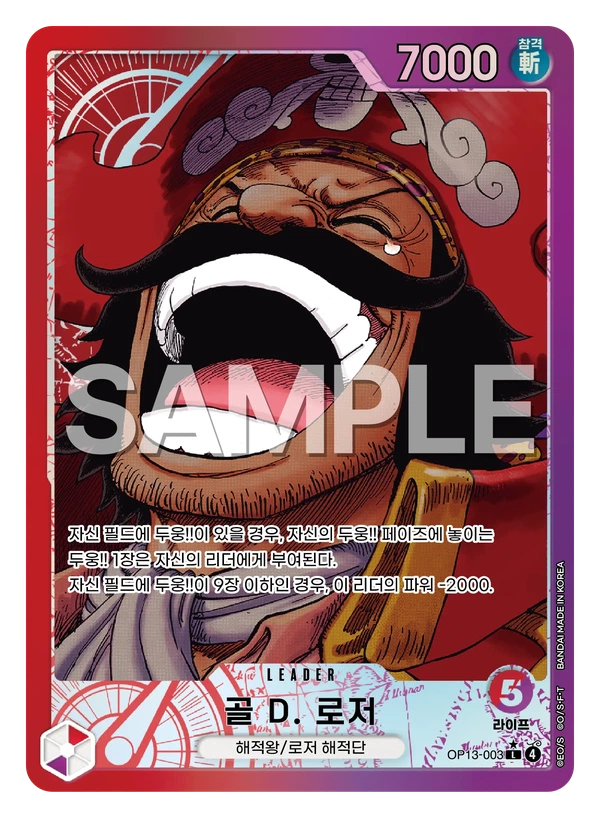 7000
참격
斬
SAMPLE
자신 필드에 두웅!!이 있을 경우, 자신의 두웅!! 페이즈에 놓이는
두웅!! 1장은 자신의 리더에게 부여된다.
자신 필드에 두웅!!이 9장 이하인 경우, 이 리더의 파워 -2000.
LEADER
골 D. 로저
5
라이프
해적왕/로저 해적단
OP13-003 L 4
©E.O/S. ©O/S·F·T BANDAI MADE IN KOREA